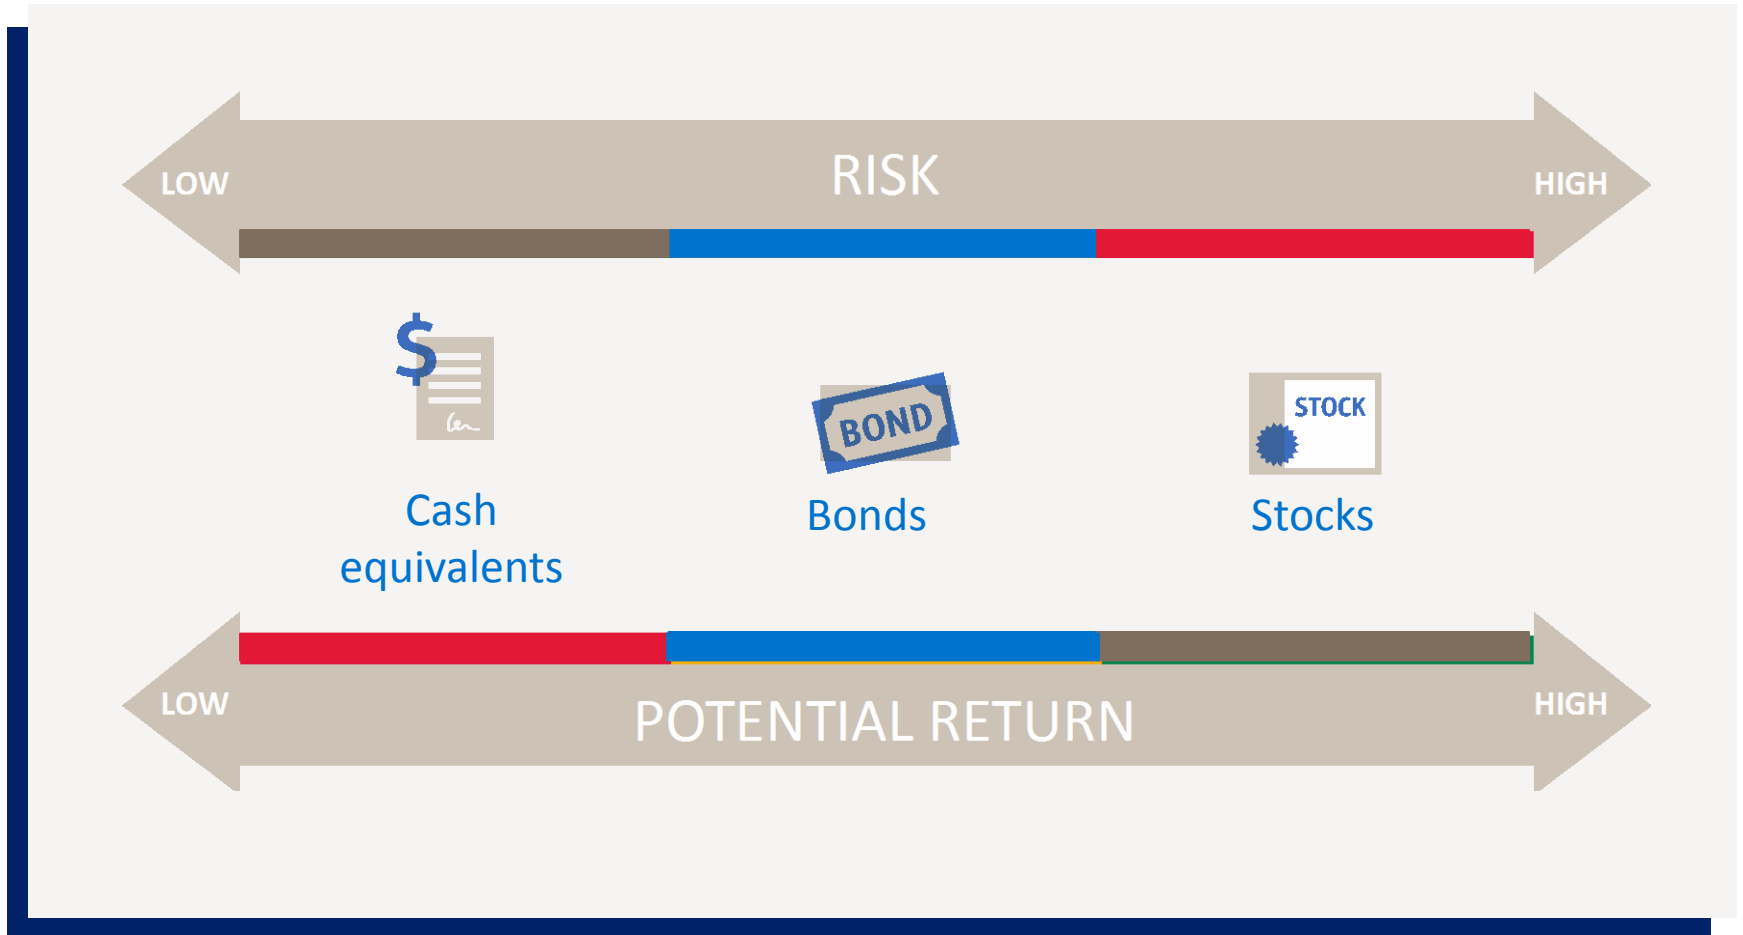 RISK
LOW
HIGH
$
BOND
STOCK
Cash
equivalents
Bonds
Stocks
LOW
HIGH
POTENTIAL RETURN